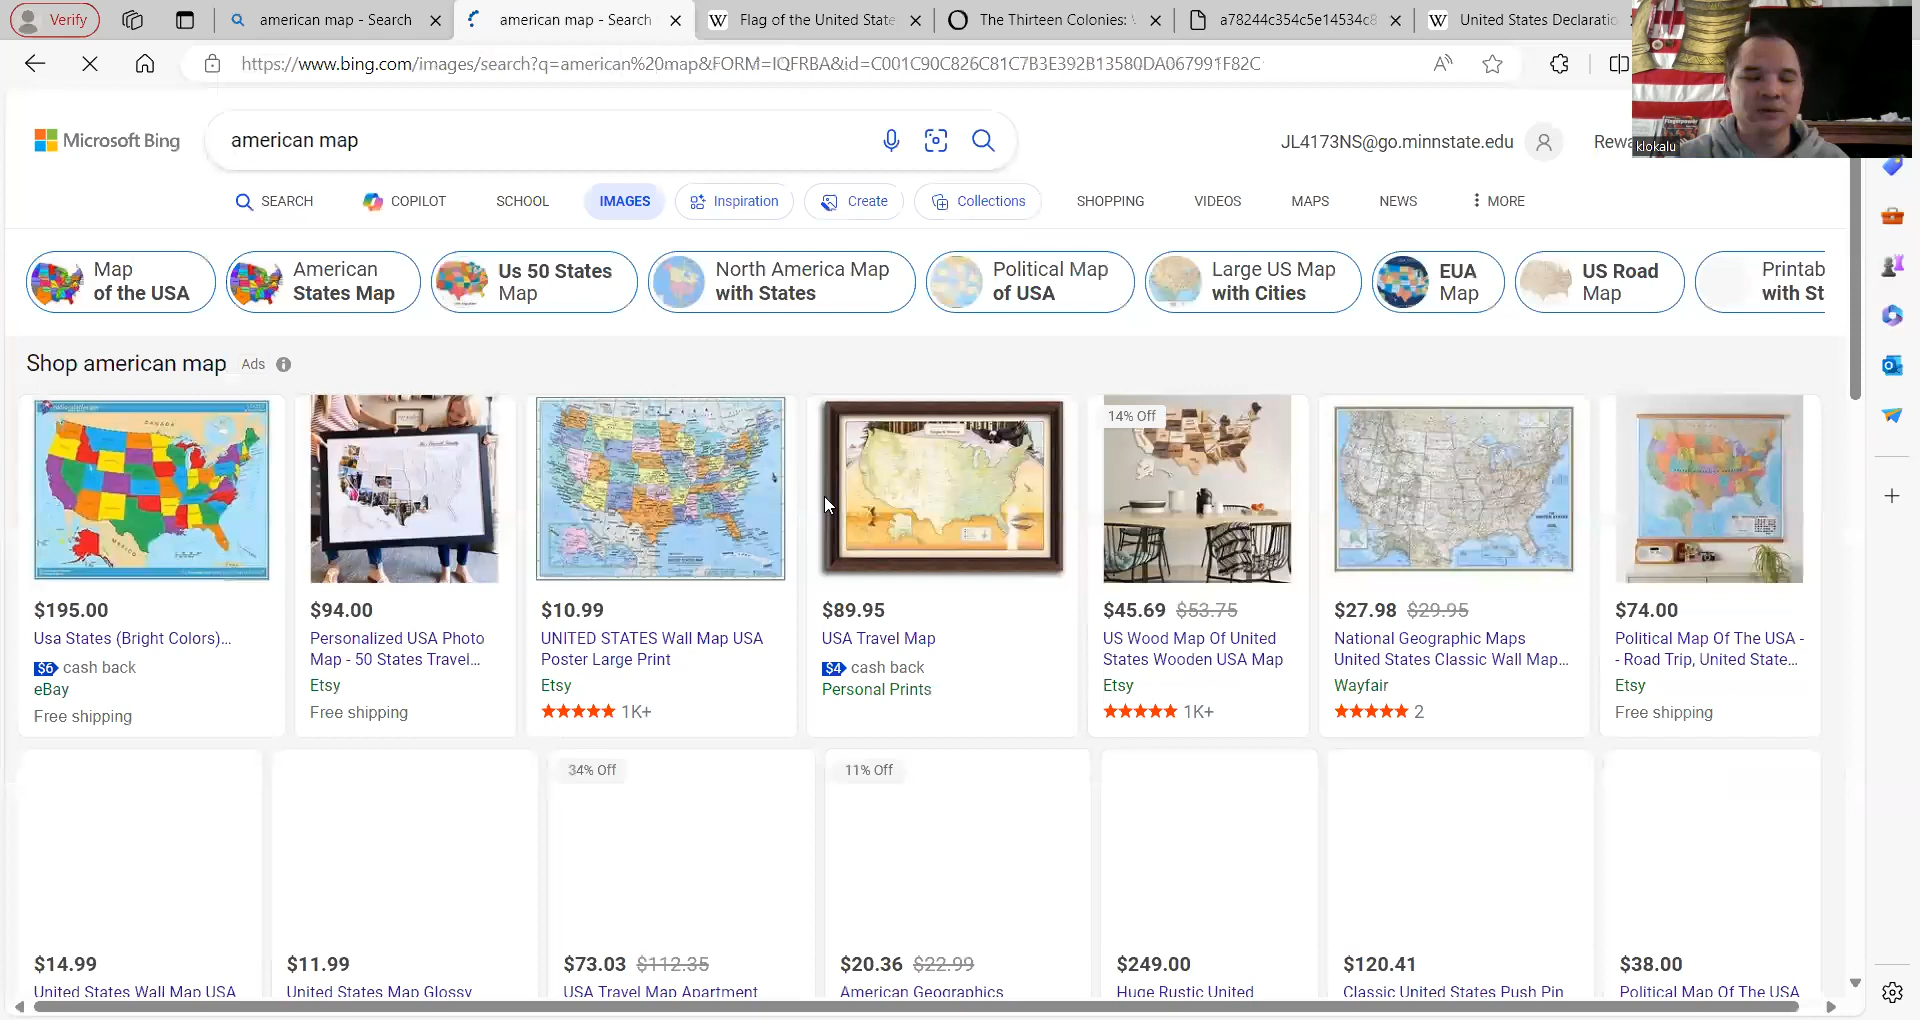 Verify
american map - Search
american map - Search
Flag of the United State
The Thirteen Colonies:
a78244c354c5e14534c8
United States Declaratio
https://www.bing.com/images/search?q=american%20map&FORM=IQFRBA&id=C001C90C826C81C7B3E392B13580DA067991F82C
klokalu
Microsoft Bing
american map
JL4173NS@go.minnstate.edu
Rewa
SEARCH
COPILOT
SCHOOL
IMAGES
Inspiration
Create
Collections
SHOPPING
VIDEOS
MAPS
NEWS
MORE
Map
of the USA
American
States Map
Us 50 States
Map
North America Map
with States
Political Map
of USA
Large US Map
with Cities
EUA
Map
US Road
Map
Printab
with St
Shop american map Ads
14% Off
$195.00
Usa States (Bright Colors)...
$6 cash back
eBay
Free shipping
$94.00
Personalized USA Photo
Map - 50 States Travel...
Etsy
Free shipping
$10.99
UNITED STATES Wall Map USA
Poster Large Print
Etsy
1K+
$89.95
USA Travel Map
$4 cash back
Personal Prints
$45.69 $53.75
US Wood Map Of United
States Wooden USA Map
Etsy
1K+
$27.98 $29.95
National Geographic Maps
United States Classic Wall Map...
Wayfair
2
$74.00
Political Map Of The USA -
- Road Trip, United State...
Etsy
Free shipping
34% Off
11% Off
$14.99
United States Wall Map USA
$11.99
United States Map Glossy
$73.03 $112.35
USA Travel Map Apartment
$20.36 $22.99
American Geographics
$249.00
Huge Rustic United
$120.41
Classic United States Push Pin
$38.00
Political Map Of The USA